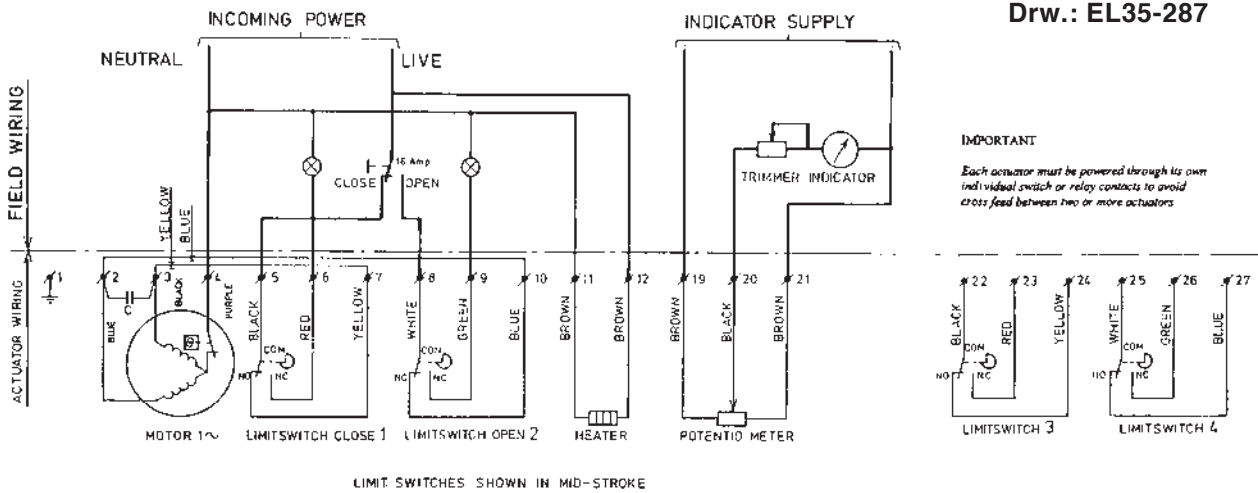 Drw.: EL35-287
INCOMING POWER
INDICATOR SUPPLY
NEUTRAL
LIVE
FIELD WIRING
16 Amp
CLOSE
OPEN
TRIMMER
INDICATOR
IMPORTANT
Each actuator must be powered through its own
individual switch or relay contacts to avoid
cross feed between two or more actuators
YELLOW
BLUE
ACTUATOR WIRING
1
2
3
4
5
6
7
8
9
10
11
12
19
20
21
22
23
24
25
26
27
C
BLUE
BLACK
PURPLE
BLACK
RED
YELLOW
WHITE
GREEN
BLUE
BROWN
BROWN
BROWN
BLACK
BROWN
BLACK
RED
YELLOW
WHITE
GREEN
BLUE
COM
NO
NC
COM
NO
NC
COM
NO
NC
COM
NO
NC
MOTOR 1~
LIMITSWITCH CLOSE 1
LIMITSWITCH OPEN 2
HEATER
POTENTIO METER
LIMITSWITCH 3
LIMITSWITCH 4
LIMIT SWITCHES SHOWN IN MID-STROKE